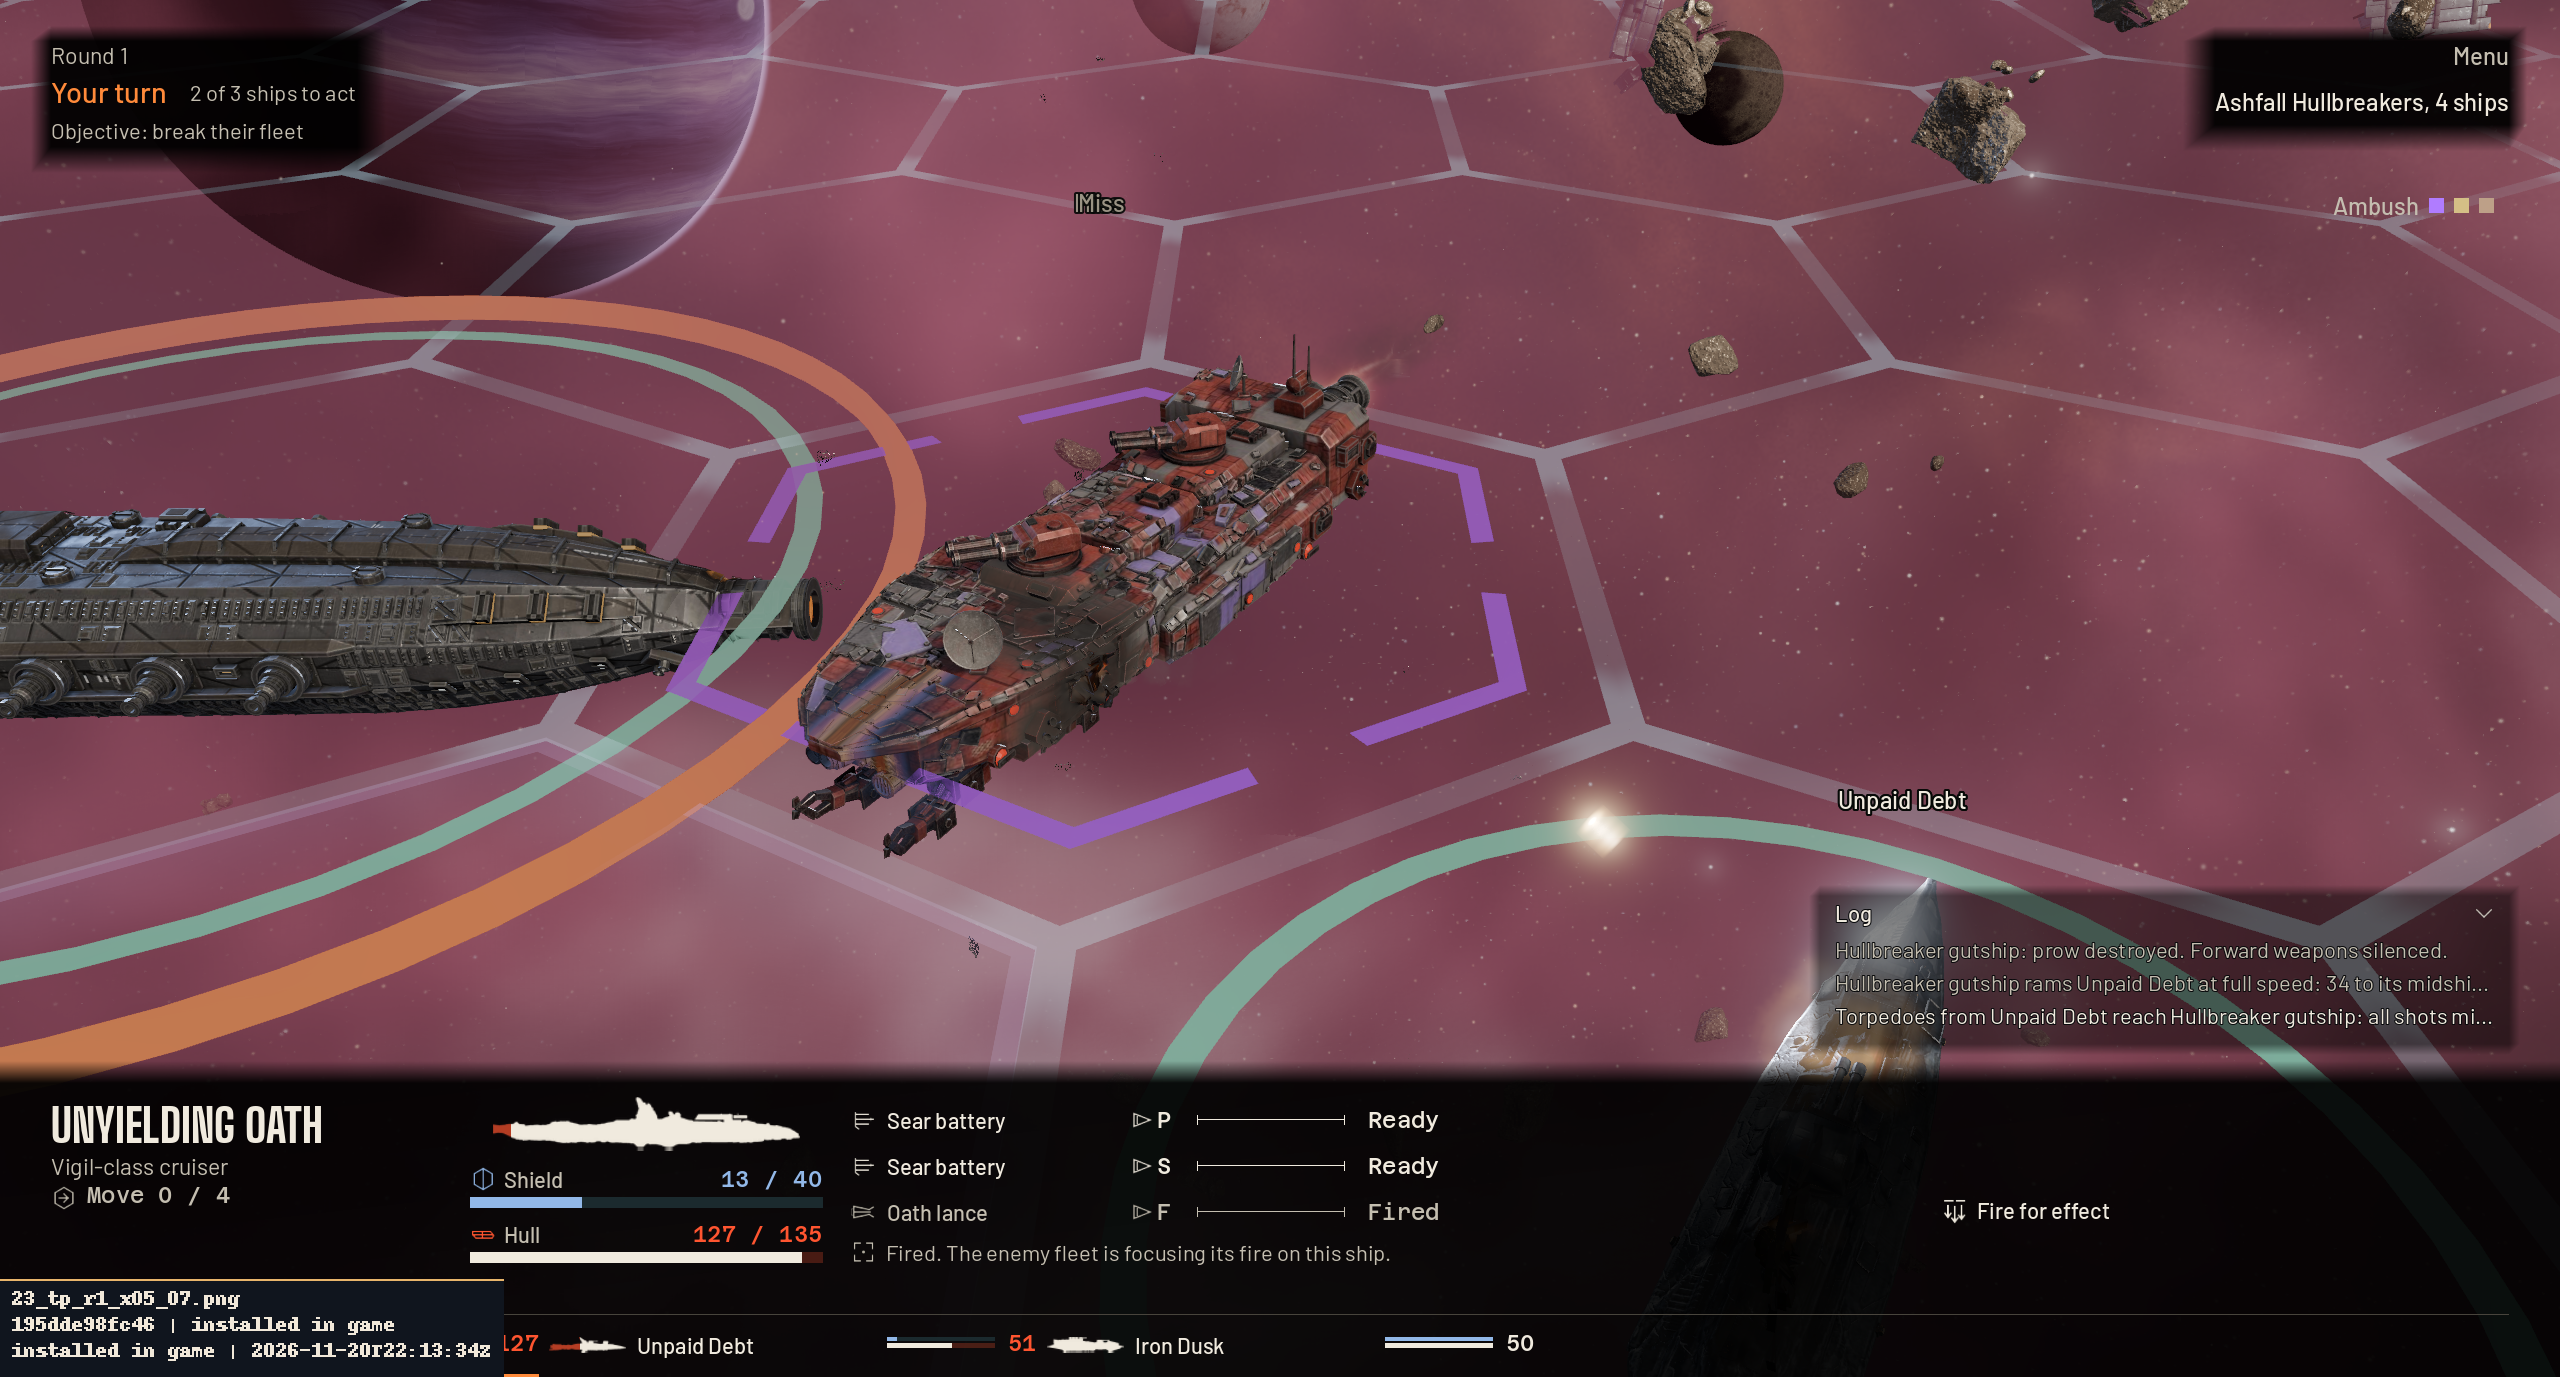 Round 1
Your turn 2 of 3 ships to act
Objective: break their fleet
Menu
Ashfall Hullbreakers, 4 ships
Ambush
Miss
Unpaid Debt
Log
Hullbreaker gutship: prow destroyed. Forward weapons silenced.
Hullbreaker gutship rams Unpaid Debt at full speed: 34 to its midshi...
Torpedoes from Unpaid Debt reach Hullbreaker gutship: all shots mi...
UNYIELDING OATH
Vigil-class cruiser
Move 0 / 4
Shield 13 / 40
Hull 127 / 135
Sear battery P Ready
Sear battery S Ready
Oath lance F Fired
Fired. The enemy fleet is focusing its fire on this ship.
Fire for effect
23_tp_r1_x05_07.png
195dde98fc46 | installed in game
installed in game | 2026-11-20T22:13:34Z
127 Unpaid Debt 51 Iron Dusk 50